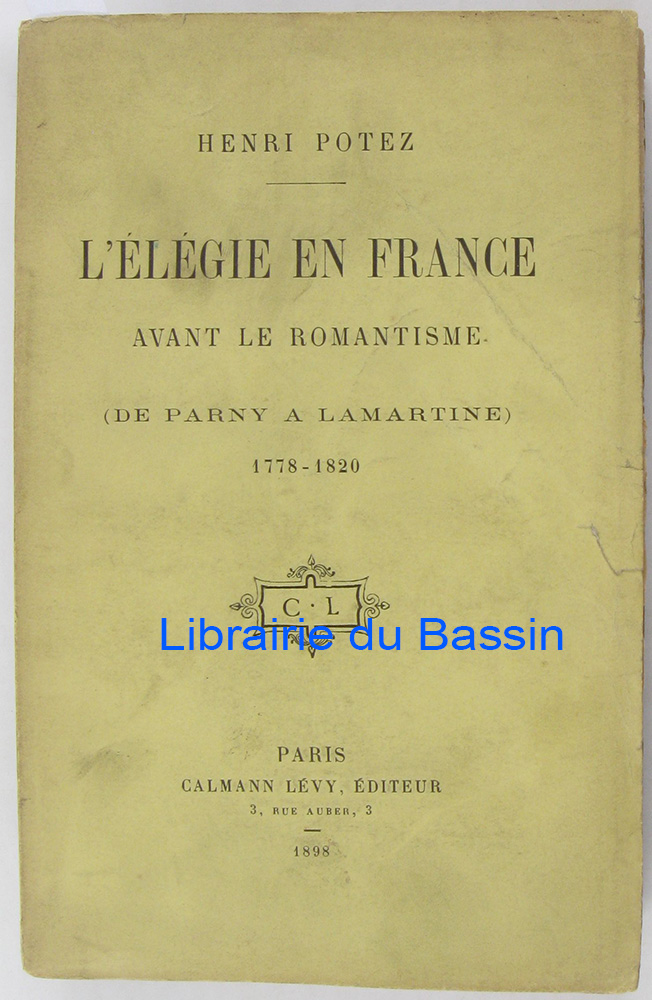 HENRI POTEZ
L'ÉLÉGIE EN FRANCE
AVANT LE ROMANTISME
(DE PARNY A LAMARTINE)
1778-1820
C · L
Librairie du Bassin
PARIS
CALMANN LÉVY, ÉDITEUR
3, RUE AUBER, 3
1898